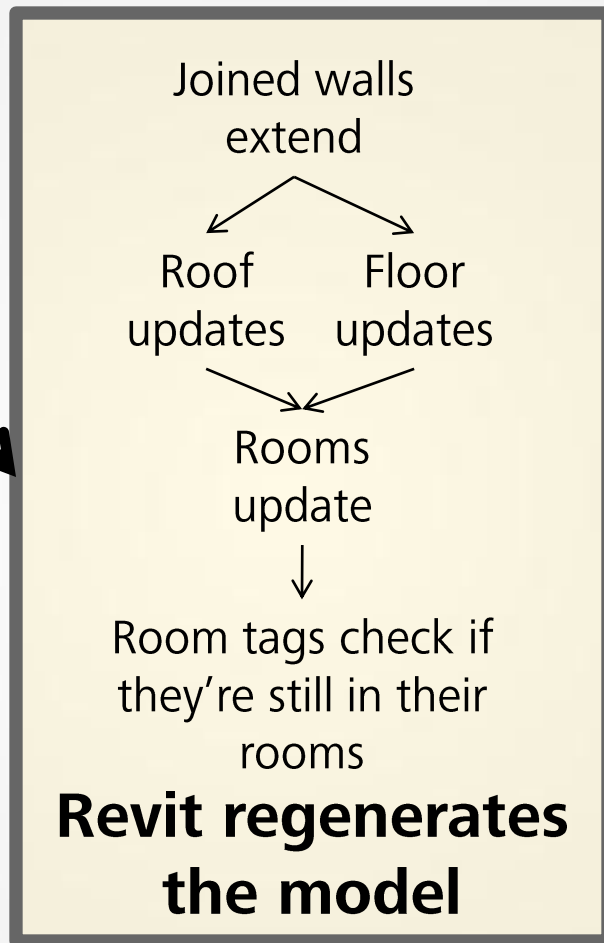 Joined walls
extend
Roof
updates
Floor
updates
Rooms
update
Room tags check if
they're still in their
rooms
Revit regenerates
the model